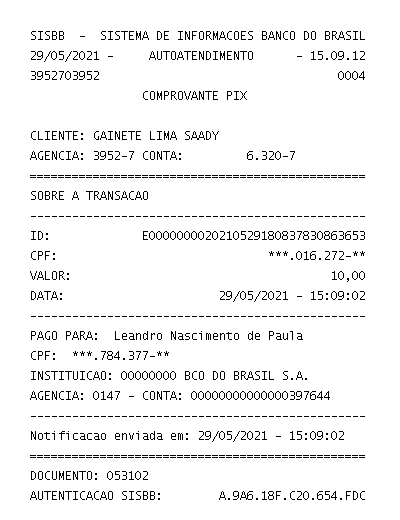 SISBB - SISTEMA DE INFORMACOES BANCO DO BRASIL
29/05/2021 - AUTOATENDIMENTO - 15.09.12
3952703952 0004
COMPROVANTE PIX
CLIENTE: GAINETE LIMA SAADY
AGENCIA: 3952-7 CONTA: 6.320-7
================================================
SOBRE A TRANSACAO
------------------------------------------------
ID: E00000000202105291808378308636​53
CPF: ***.016.272-**
VALOR: 10,00
DATA: 29/05/2021 - 15:09:02
------------------------------------------------
PAGO PARA: Leandro Nascimento de Paula
CPF: ***.784.377-**
INSTITUICAO: 00000000 BCO DO BRASIL S.A.
AGENCIA: 0147 - CONTA: 00000000000000397644
------------------------------------------------
Notificacao enviada em: 29/05/2021 - 15:09:02
================================================
DOCUMENTO: 053102
AUTENTICACAO SISBB: A.9A6.18F.C20.654.FDC